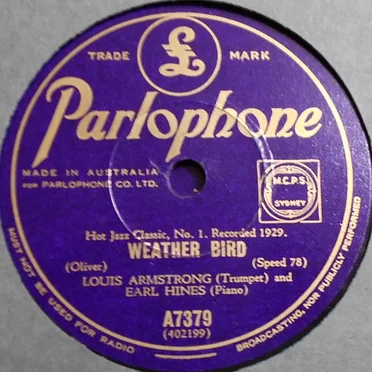 £
TRADE MARK
Parlophone
MADE IN AUSTRALIA
FOR PARLOPHONE CO. LTD.
M.C.P.S.
SYDNEY
Hot Jazz Classic, No. 1. Recorded 1929.
WEATHER BIRD
(Oliver) (Speed 78)
LOUIS ARMSTRONG (Trumpet) and
EARL HINES (Piano)
A7379
(402199)
MUST NOT BE USED FOR RADIO BROADCASTING, NOR PUBLICLY PERFORMED